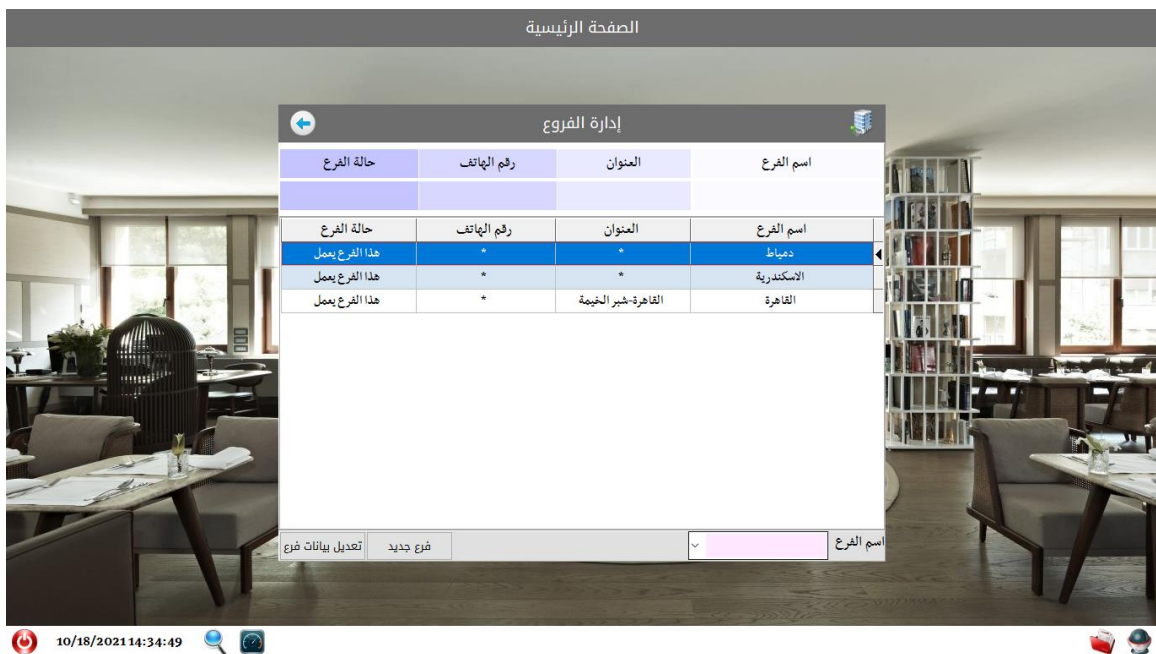 الصفحة الرئيسية
إدارة الفروع
اسم الفرع العنوان رقم الهاتف حالة الفرع
اسم الفرع العنوان رقم الهاتف حالة الفرع
دمياط * * هذا الفرع يعمل
الاسكندرية * * هذا الفرع يعمل
القاهرة القاهرة-شبر الخيمة * هذا الفرع يعمل
اسم الفرع فرع جديد تعديل بيانات فرع
10/18/2021 14:34:49